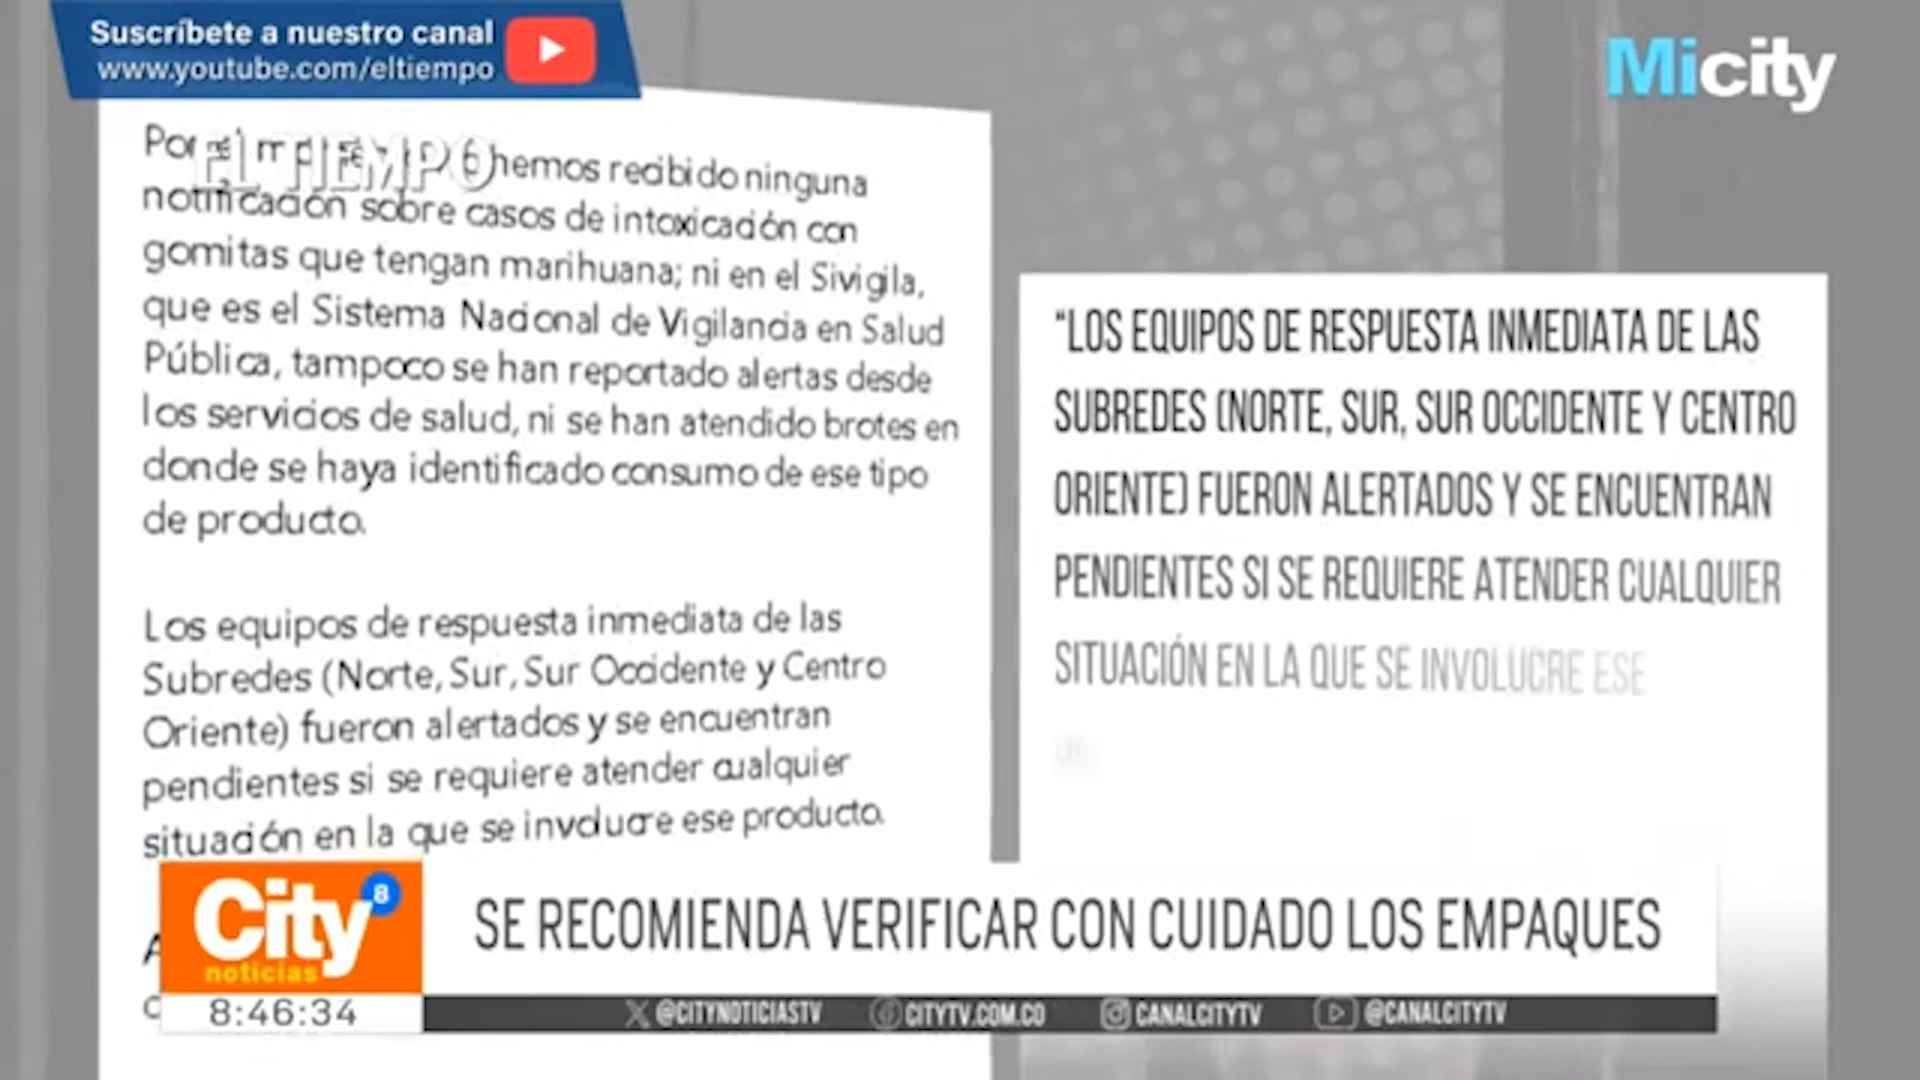 Suscríbete a nuestro canal
www.youtube.com/eltiempo
Micity
EL TIEMPO
hemos recibido ninguna
notificación sobre casos de intoxicación con
gomitas que tengan marihuana; ni en el Sivigila,
que es el Sistema Nacional de Vigilancia en Salud
Pública, tampoco se han reportado alertas desde
los servicios de salud, ni se han atendido brotes en
donde se haya identificado consumo de ese tipo
de producto.
Los equipos de respuesta inmediata de las
Subredes (Norte, Sur, Sur Occidente y Centro
Oriente) fueron alertados y se encuentran
pendientes si se requiere atender cualquier
situación en la que se involucre ese producto.
“LOS EQUIPOS DE RESPUESTA INMEDIATA DE LAS
SUBREDES (NORTE, SUR, SUR OCCIDENTE Y CENTRO
ORIENTE) FUERON ALERTADOS Y SE ENCUENTRAN
PENDIENTES SI SE REQUIERE ATENDER CUALQUIER
SITUACIÓN EN LA QUE SE INVOLUCRE ESE
City 8
noticias
SE RECOMIENDA VERIFICAR CON CUIDADO LOS EMPAQUES
8:46:34
@CITYNOTICIASTV CITYTV.COM.CO CANALCITYTV @CANALCITYTV